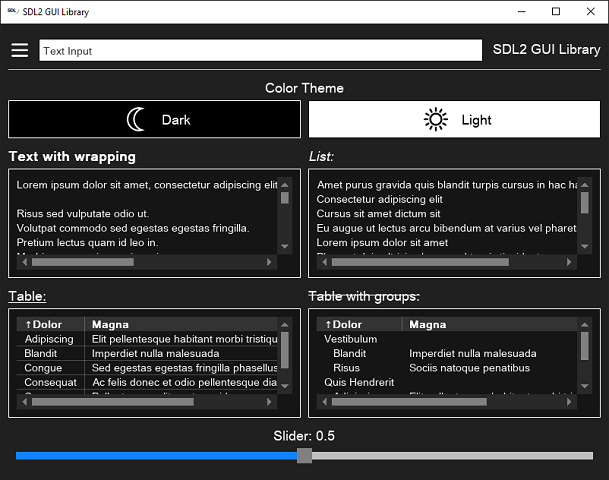 SDL SDL2 GUI Library
Text Input
SDL2 GUI Library
Color Theme
Dark
Light
Text with wrapping
Lorem ipsum dolor sit amet, consectetur adipiscing elit
Risus sed vulputate odio ut.
Volutpat commodo sed egestas egestas fringilla.
Pretium lectus quam id leo in.
List:
Amet purus gravida quis blandit turpis cursus in hac ha
Consectetur adipiscing elit
Cursus sit amet dictum sit
Eu augue ut lectus arcu bibendum at varius vel pharet
Lorem ipsum dolor sit amet
Table:
↑Dolor Magna
Adipiscing Elit pellentesque habitant morbi tristiqu
Blandit Imperdiet nulla malesuada
Congue Sed egestas egestas fringilla phasellus
Consequat Ac felis donec et odio pellentesque dia
Table with groups:
↑Dolor Magna
Vestibulum
Blandit Imperdiet nulla malesuada
Risus Sociis natoque penatibus
Quis Hendrerit
Slider: 0.5